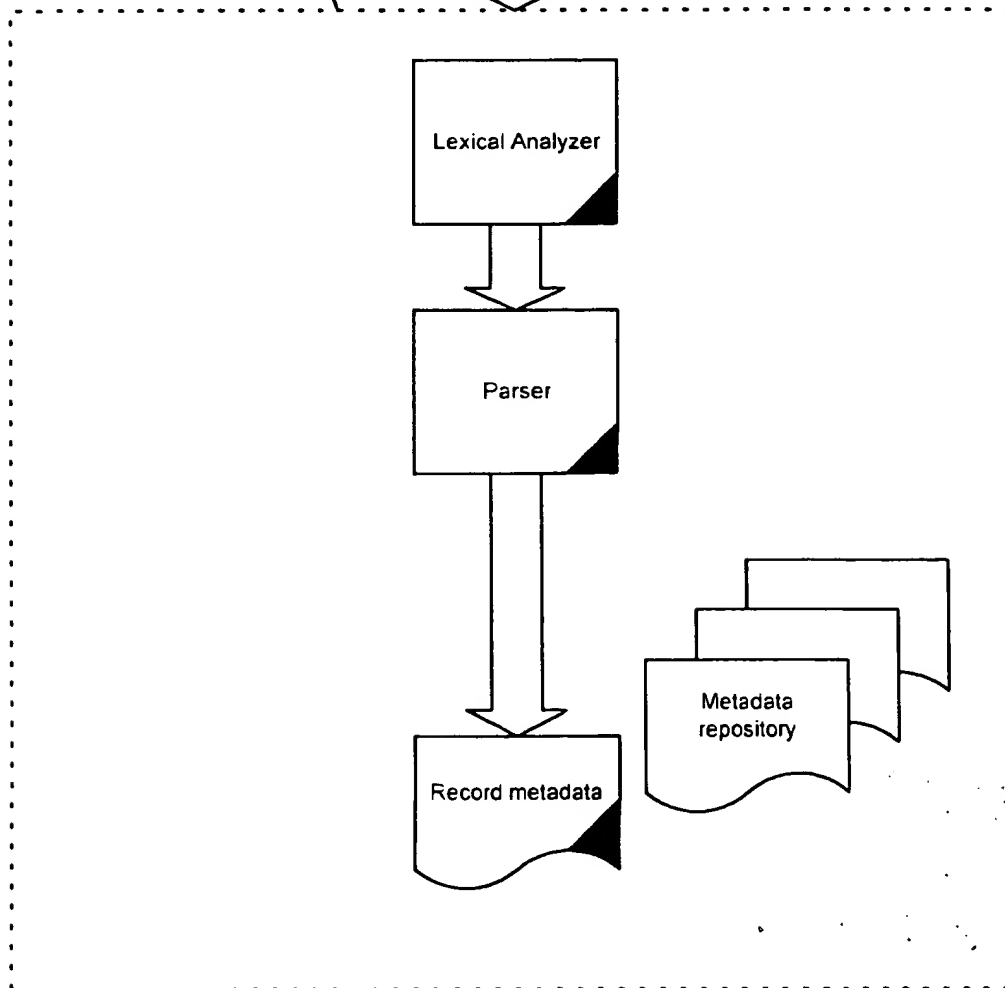 Lexical Analyzer
Parser
Metadata
repository
Record metadata